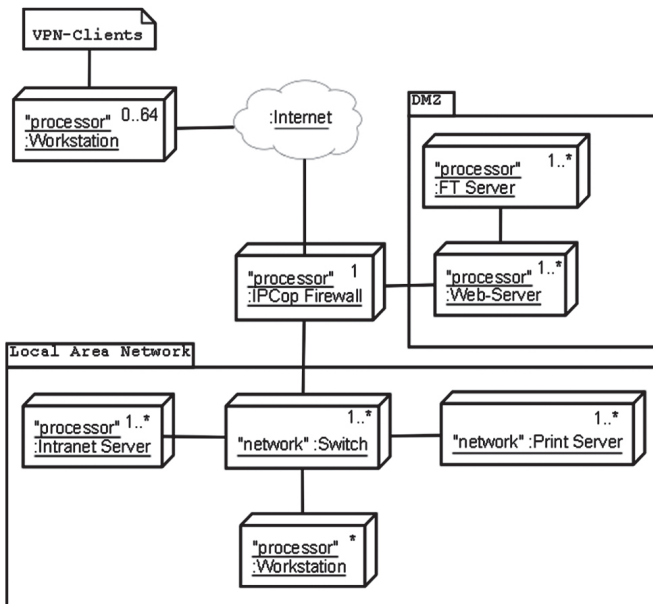 VPN-Clients
0..64
"processor"
:Workstation
:Internet
DMZ
1..*
"processor"
:FT Server
1
"processor"
:IPCop Firewall
1..*
"processor"
:Web-Server
Local Area Network
1..*
"processor"
:Intranet Server
1..*
"network" :Switch
1..*
"network" :Print Server
*
"processor"
:Workstation